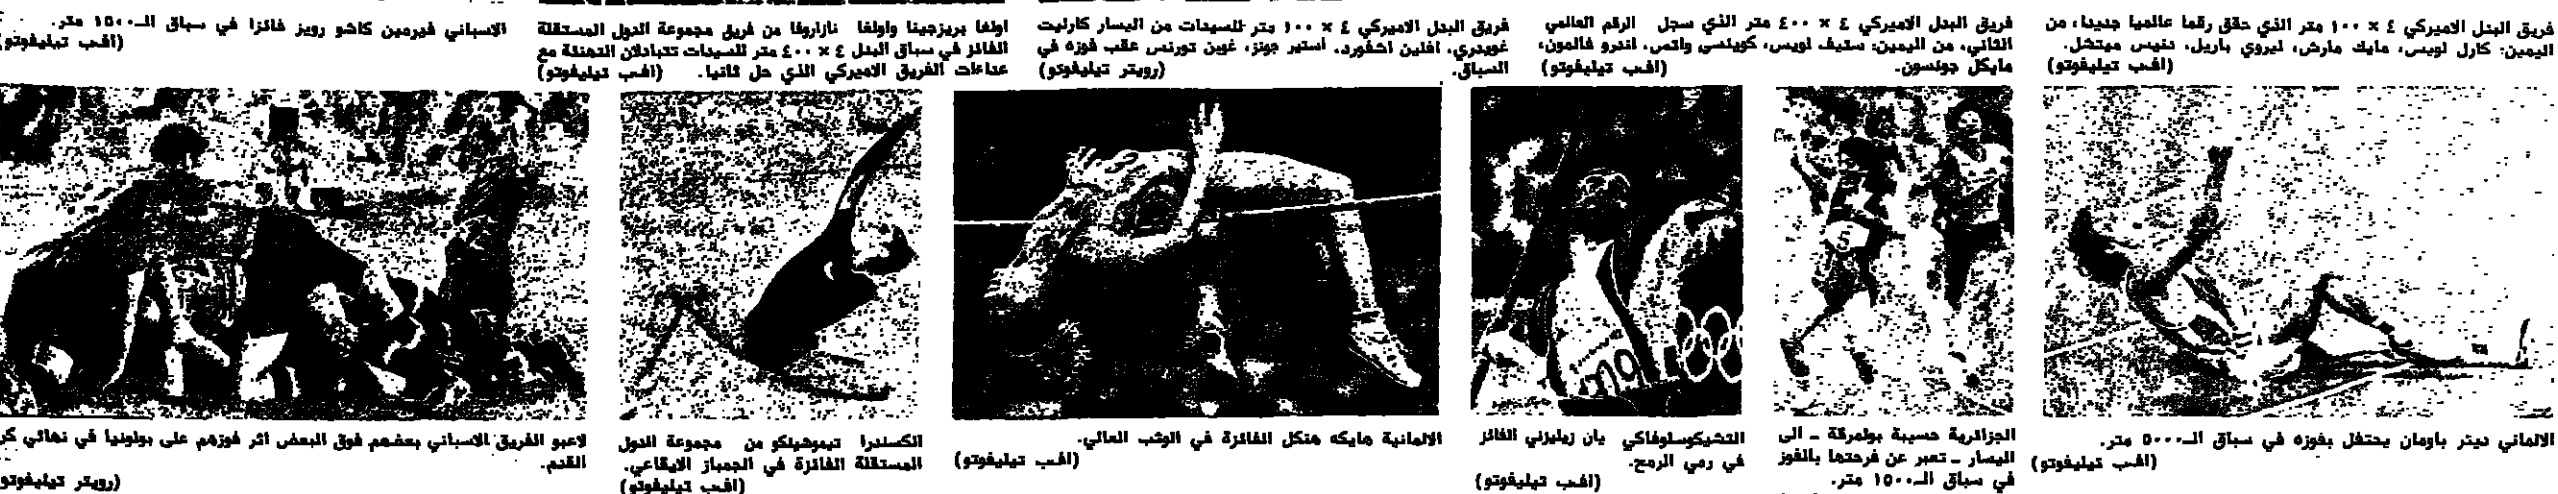 فريق البدل الاميركي ٤ × ١٠٠ متر الذي حقق رقما عالميا جديدا، من
اليمين: كارل لويس، مايك مارش، ليروي باريل، دنيس ميتشل.
(افب تيليفوتو)
فريق البدل الاميركي ٤ × ٤٠٠ متر الذي سجل الرقم العالمي
الثاني، من اليمين: ستيف لويس، كوينسي واتس، اندرو فالمون،
مايكل جونسون. (افب تيليفوتو)
فريق البدل الاميركي ٤ × ١٠٠ متر للسيدات من اليسار كارليت
غويدري، افلين اشفورد، استير جونز، غوين تورنس عقب فوزه في
السباق. (رويتر تيليفوتو)
اولغا بريزجينا واولغا نازاروفا من فريق مجموعة الدول المستقلة
الفائز في سباق البدل ٤ × ٤٠٠ متر للسيدات تتبادلان التهنئة مع
عداءات الفريق الاميركي الذي حل ثانيا. (افب تيليفوتو)
الاسباني فيرمين كاشو رويز فائزا في سباق الـ١٥٠٠ متر.
(افب تيليفوتو)
الالماني ديتر باومان يحتفل بفوزه في سباق الـ٥٠٠٠ متر.
(افب تيليفوتو)
الجزائرية حسيبة بولمرقة - الى
اليسار - تعبر عن فرحتها بالفوز
في سباق الـ١٥٠٠ متر.
التشيكوسلوفاكي يان زيليزني الفائز
في رمي الرمح.
(افب تيليفوتو)
الالمانية هايكه هنكل الفائزة في الوثب العالي.
(افب تيليفوتو)
الكسندرا تيموشينكو من مجموعة الدول
المستقلة الفائزة في الجمباز الايقاعي.
(افب تيليفوتو)
لاعبو الفريق الاسباني بعضهم فوق البعض اثر فوزهم على بولونيا في نهائي كر
القدم.
(رويتر تيليفوتو